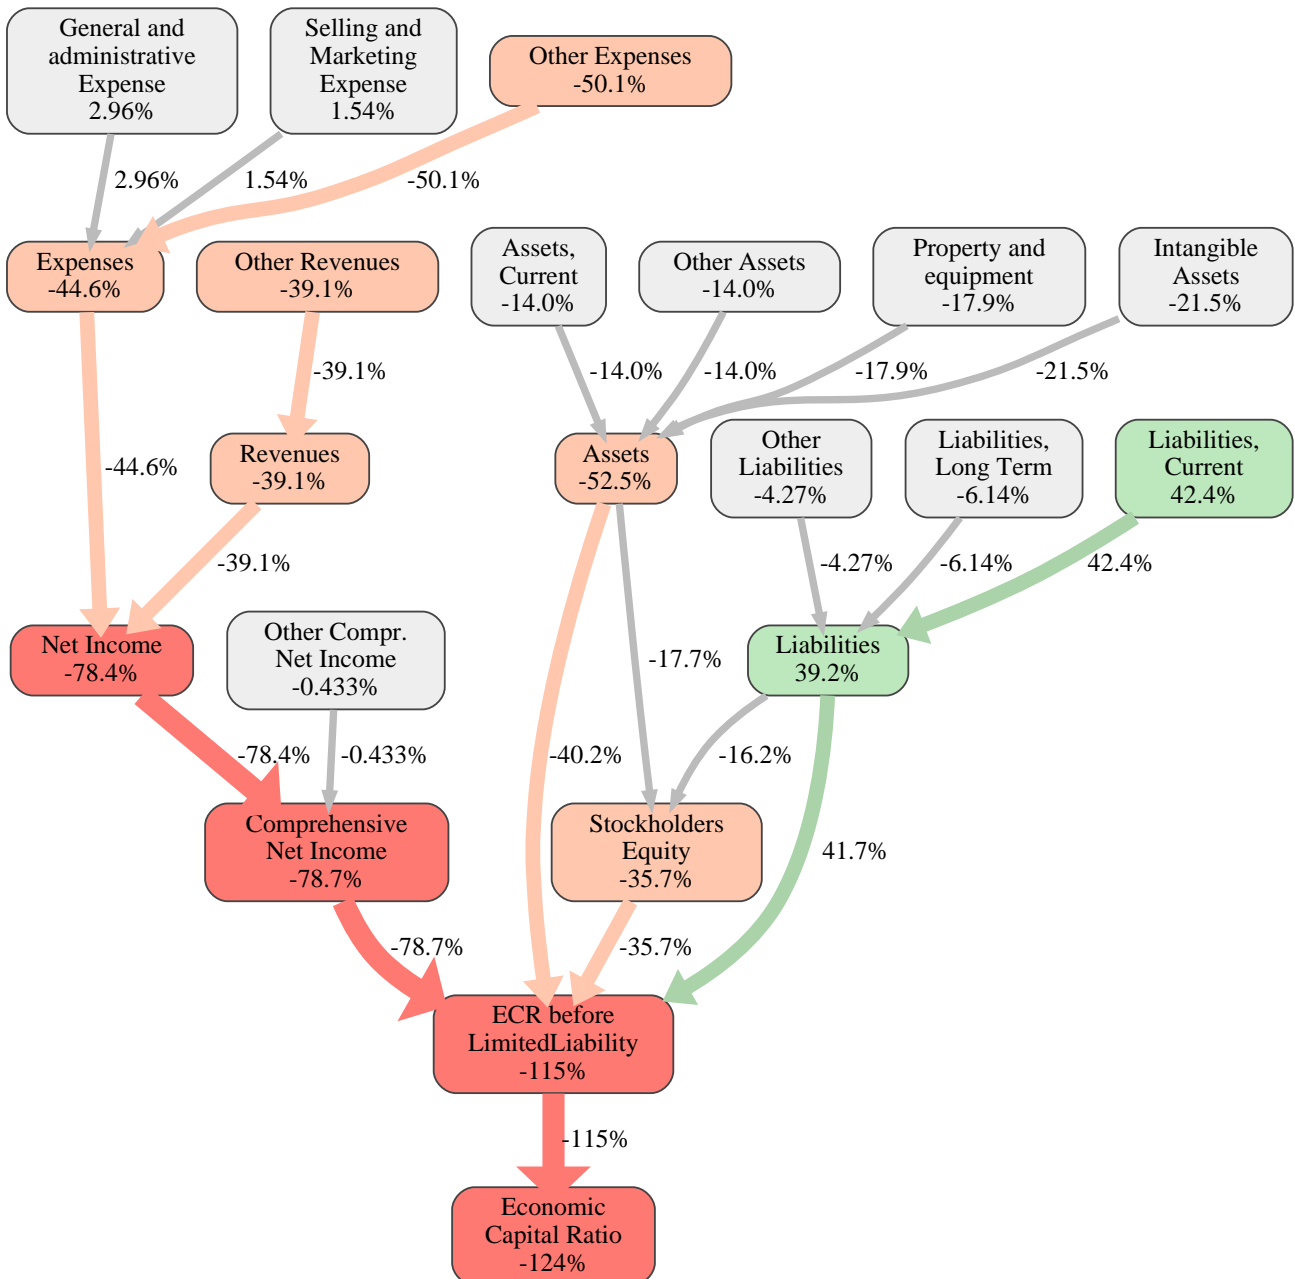 General and
administrative
Expense
2.96%
Selling and
Marketing
Expense
1.54%
Other Expenses
-50.1%
2.96%
1.54%
-50.1%
Expenses
-44.6%
Other Revenues
-39.1%
Assets,
Current
-14.0%
Other Assets
-14.0%
Property and
equipment
-17.9%
Intangible
Assets
-21.5%
-39.1%
-14.0%
-14.0%
-17.9%
-21.5%
-44.6%
Revenues
-39.1%
Assets
-52.5%
Other
Liabilities
-4.27%
Liabilities,
Long Term
-6.14%
Liabilities,
Current
42.4%
-39.1%
-4.27%
-6.14%
42.4%
Net Income
-78.4%
Other Compr.
Net Income
-0.433%
-17.7%
Liabilities
39.2%
-78.4%
-0.433%
-40.2%
-16.2%
Comprehensive
Net Income
-78.7%
Stockholders
Equity
-35.7%
41.7%
-78.7%
-35.7%
ECR before
LimitedLiability
-115%
-115%
Economic
Capital Ratio
-124%